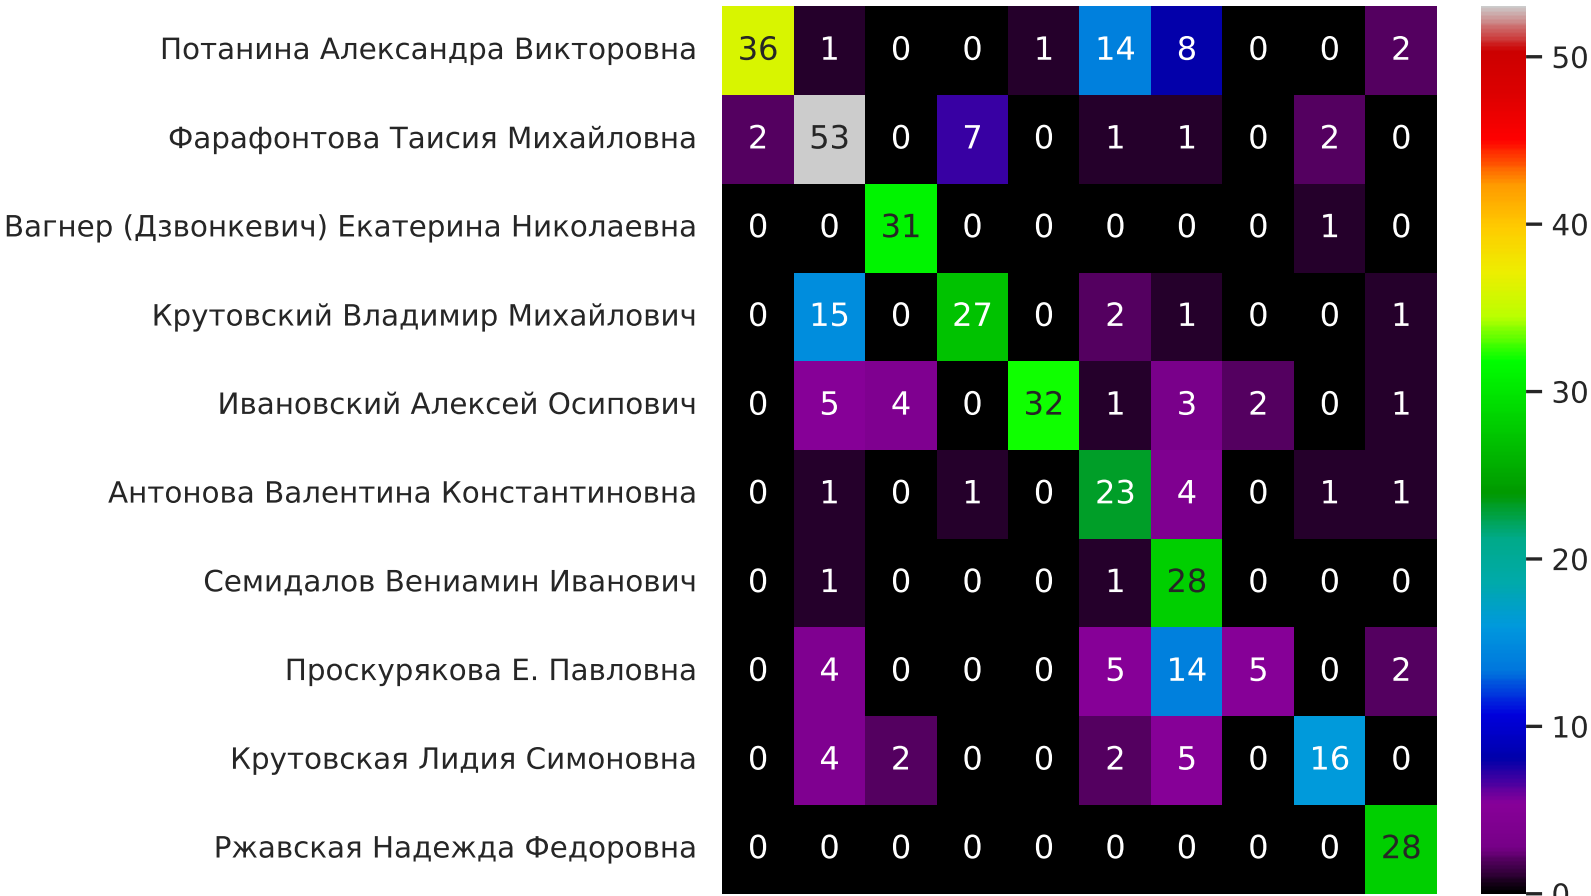 Потанина Александра Викторовна 36 1 0 0 1 14 8 0 0 2
Фарафонтова Таисия Михайловна 2 53 0 7 0 1 1 0 2 0
Вагнер (Дзвонкевич) Екатерина Николаевна 0 0 31 0 0 0 0 0 1 0
Крутовский Владимир Михайлович 0 15 0 27 0 2 1 0 0 1
Ивановский Алексей Осипович 0 5 4 0 32 1 3 2 0 1
Антонова Валентина Константиновна 0 1 0 1 0 23 4 0 1 1
Семидалов Вениамин Иванович 0 1 0 0 0 1 28 0 0 0
Проскурякова Е. Павловна 0 4 0 0 0 5 14 5 0 2
Крутовская Лидия Симоновна 0 4 2 0 0 2 5 0 16 0
Ржавская Надежда Федоровна 0 0 0 0 0 0 0 0 0 28
50
40
30
20
10
0